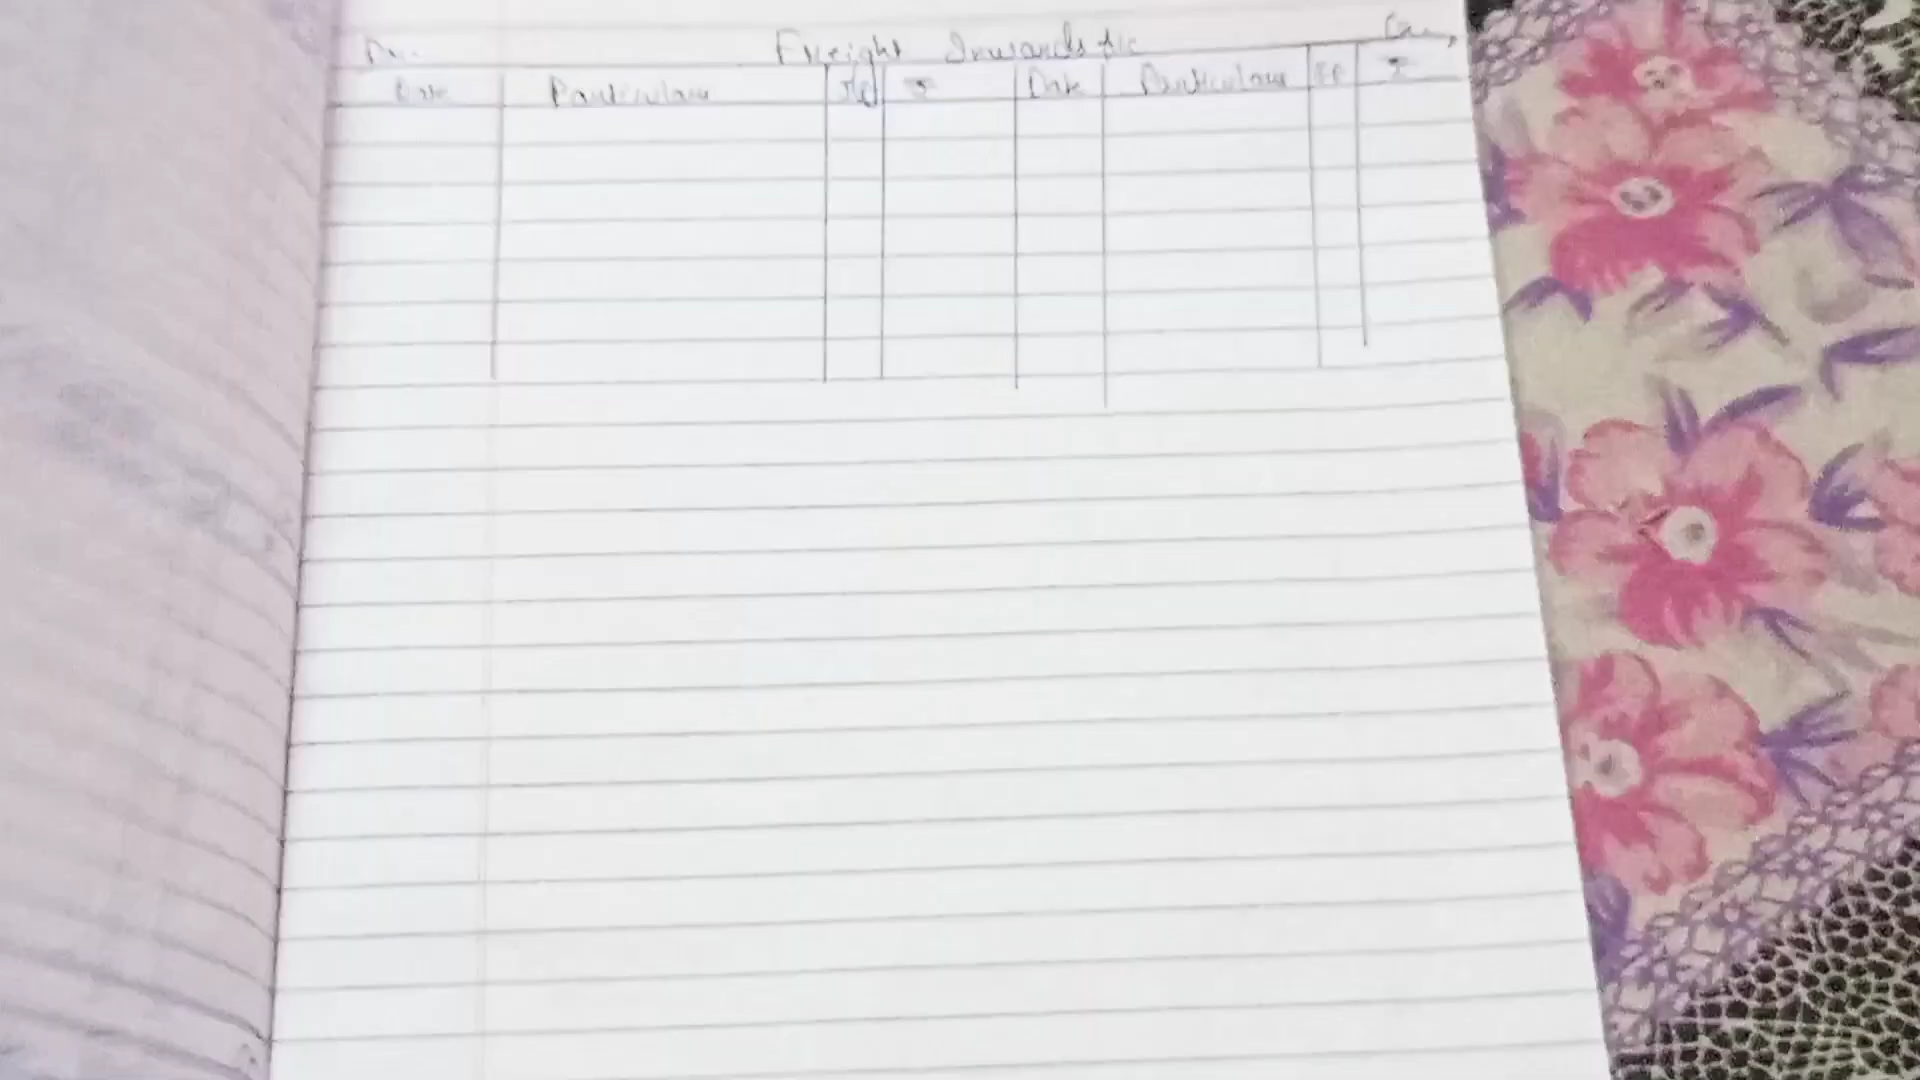 Dr. Freight Inwards A/c Cr.
Date Particulars J.F. ₹ Date Particulars J.F. ₹